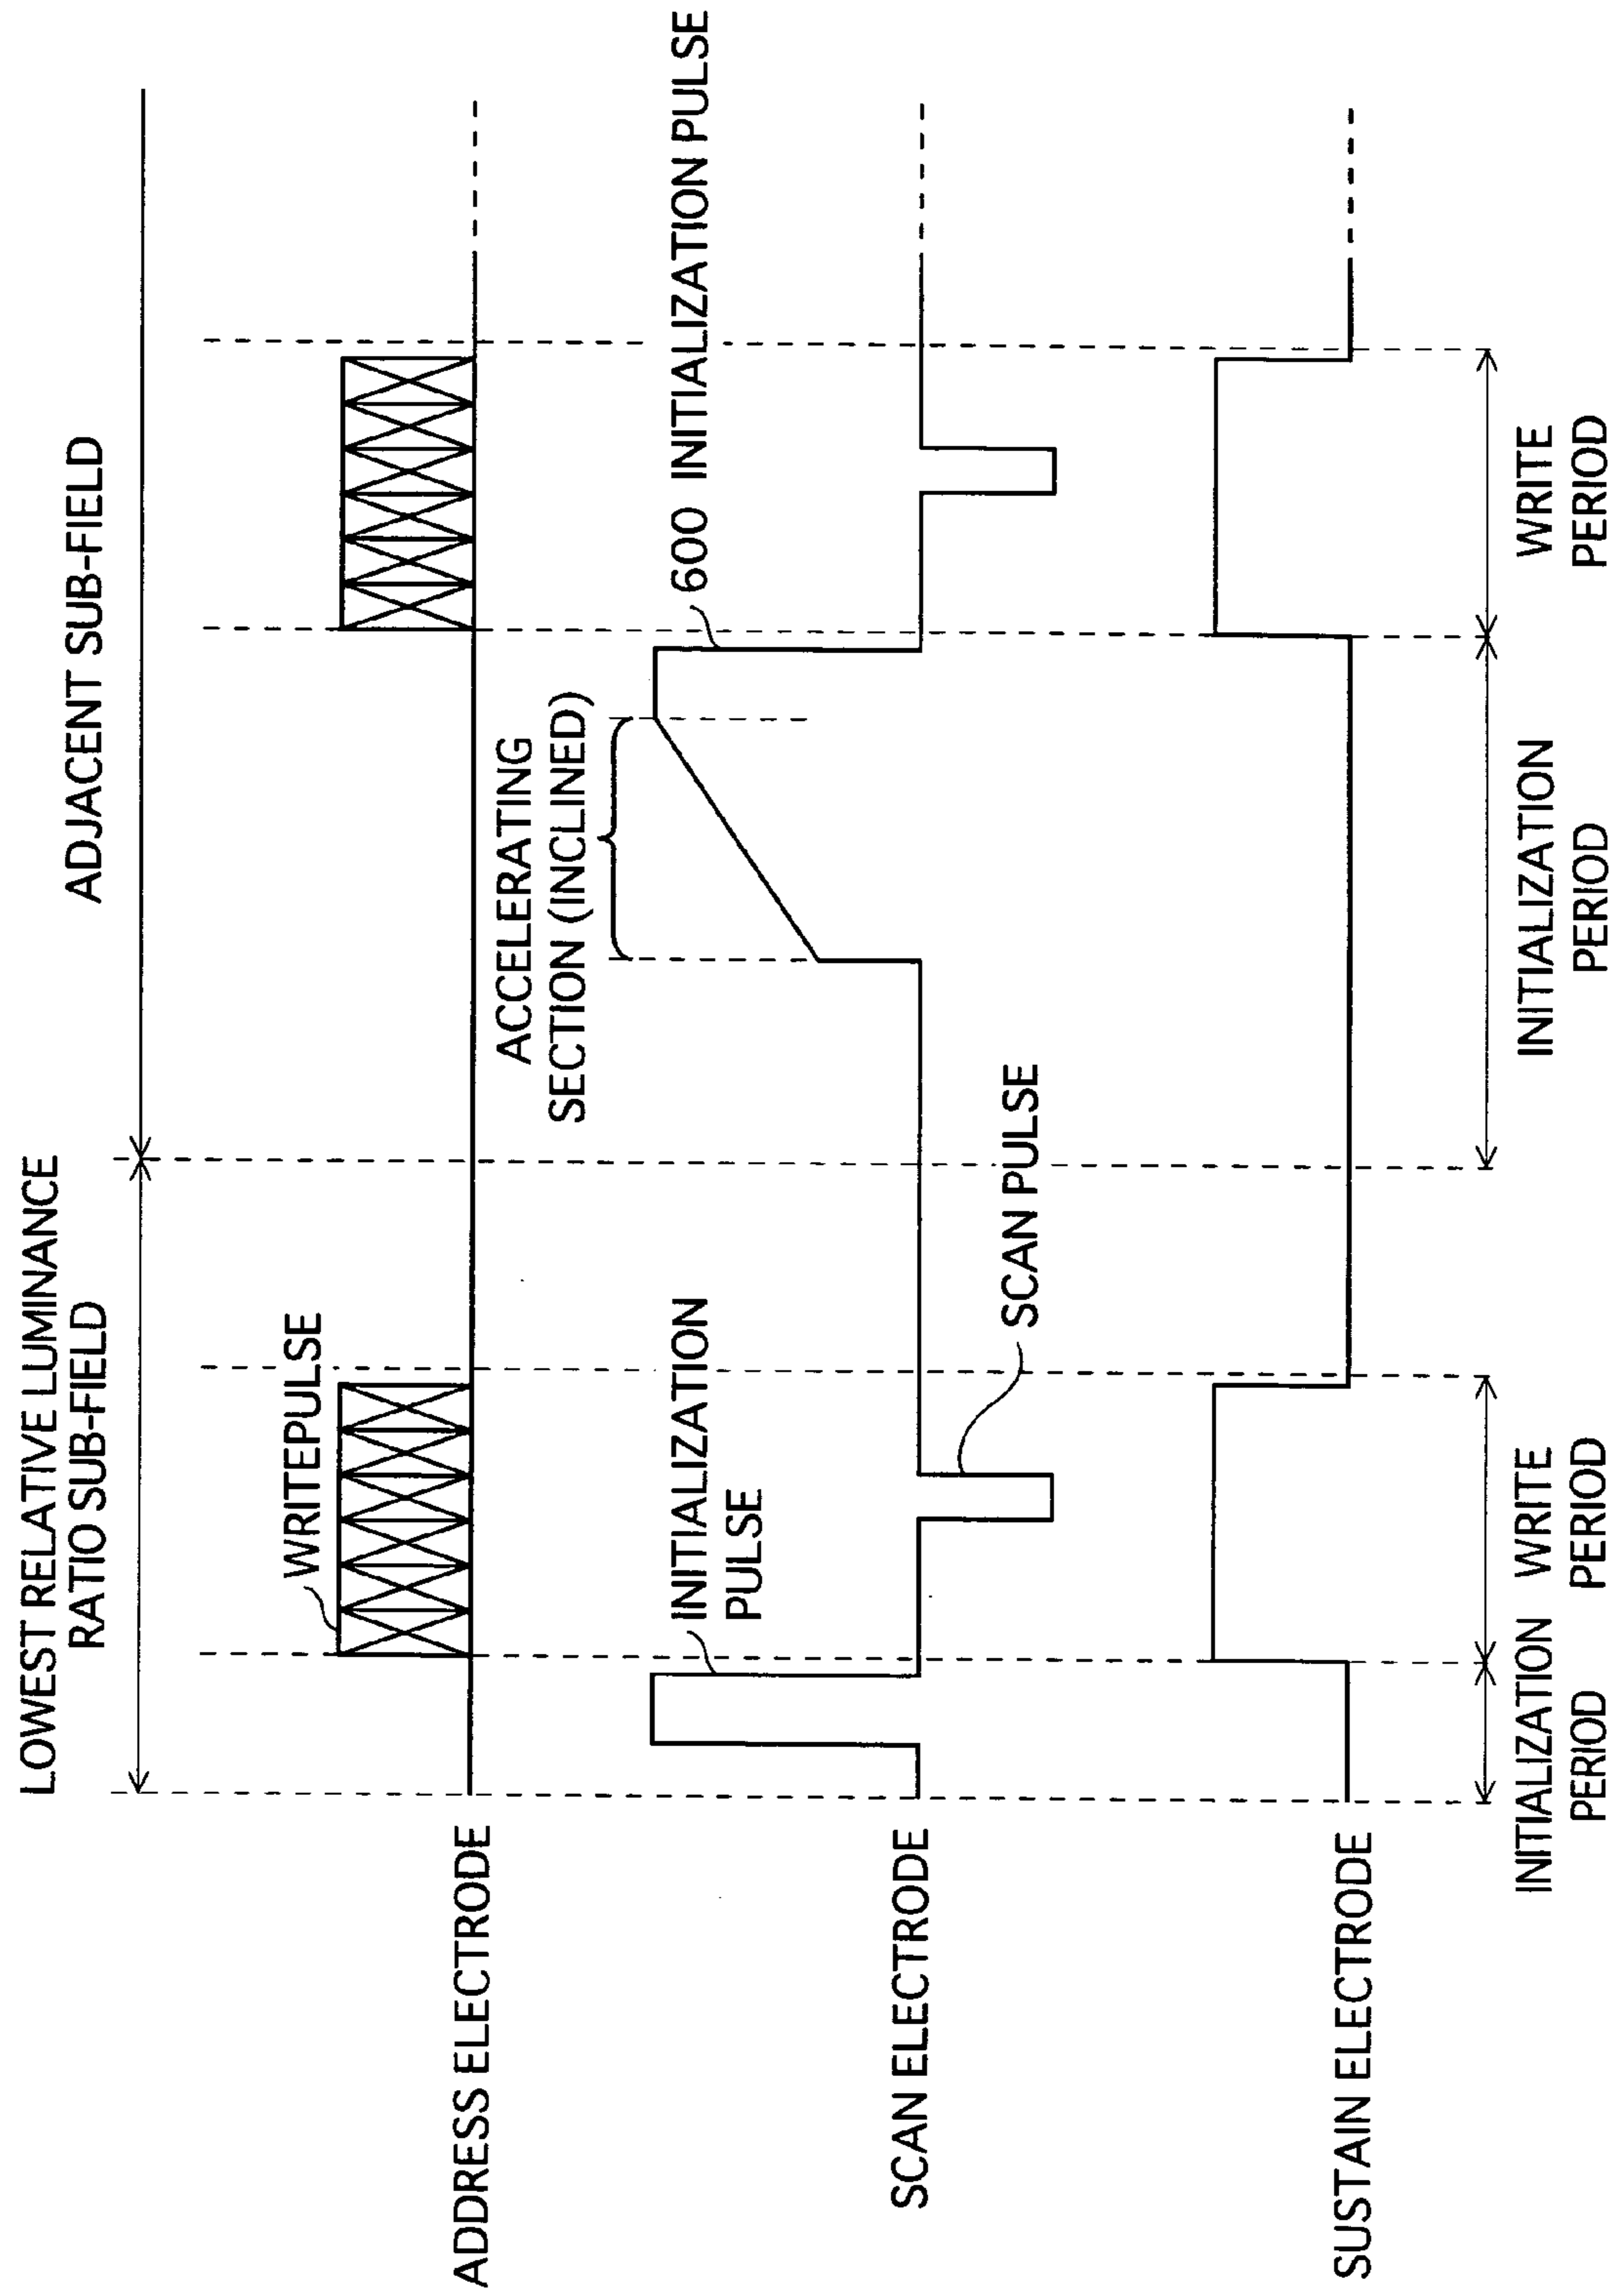 LOWEST RELATIVE LUMINANCE
RATIO SUB-FIELD
ADJACENT SUB-FIELD
WRITEPULSE
ADDRESS ELECTRODE
ACCELERATING
SECTION (INCLINED)
INITIALIZATION
PULSE
600 INITIALIZATION PULSE
SCAN ELECTRODE
SCAN PULSE
SUSTAIN ELECTRODE
INITIALIZATION
PERIOD
WRITE
PERIOD
INITIALIZATION
PERIOD
WRITE
PERIOD